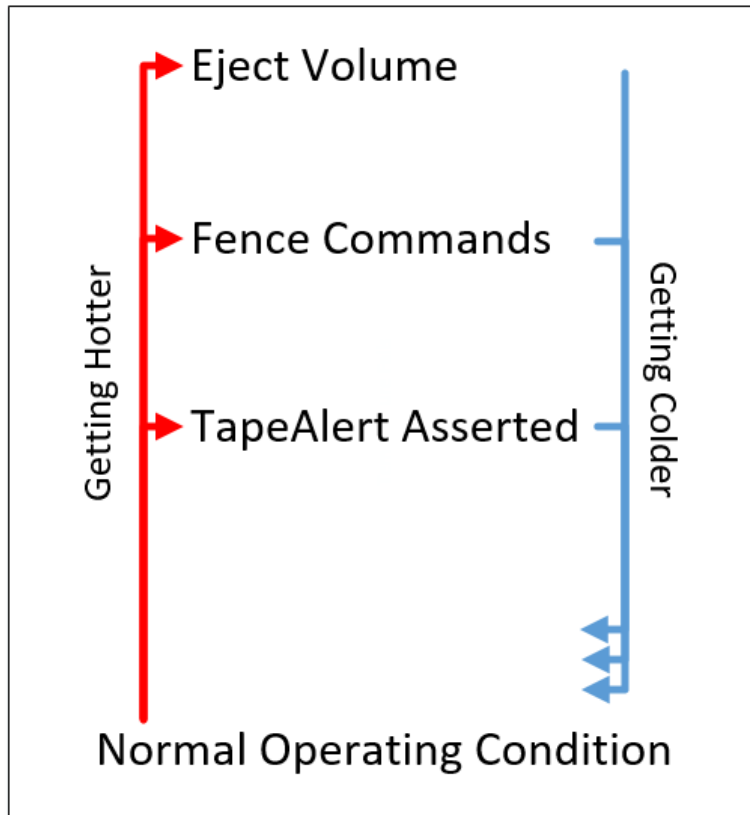 Eject Volume
Fence Commands
Getting Hotter
Getting Colder
TapeAlert Asserted
Normal Operating Condition